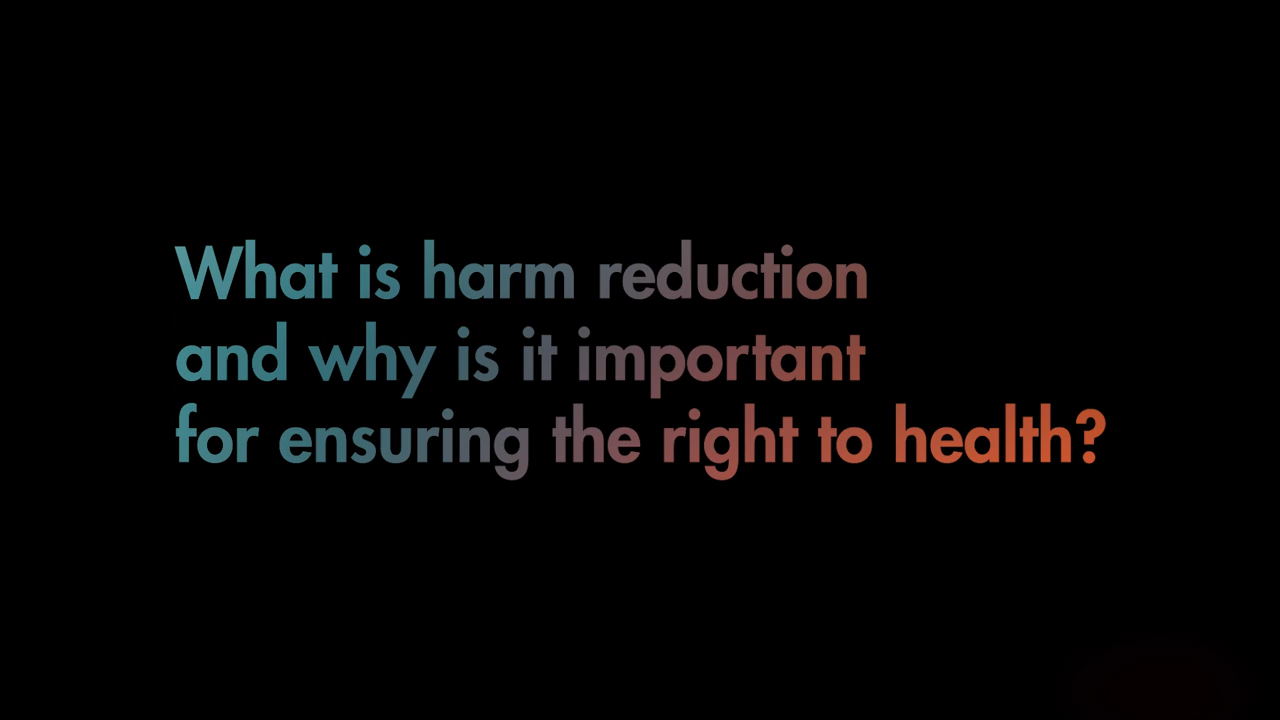 What is harm reduction
and why is it important
for ensuring the right to health?